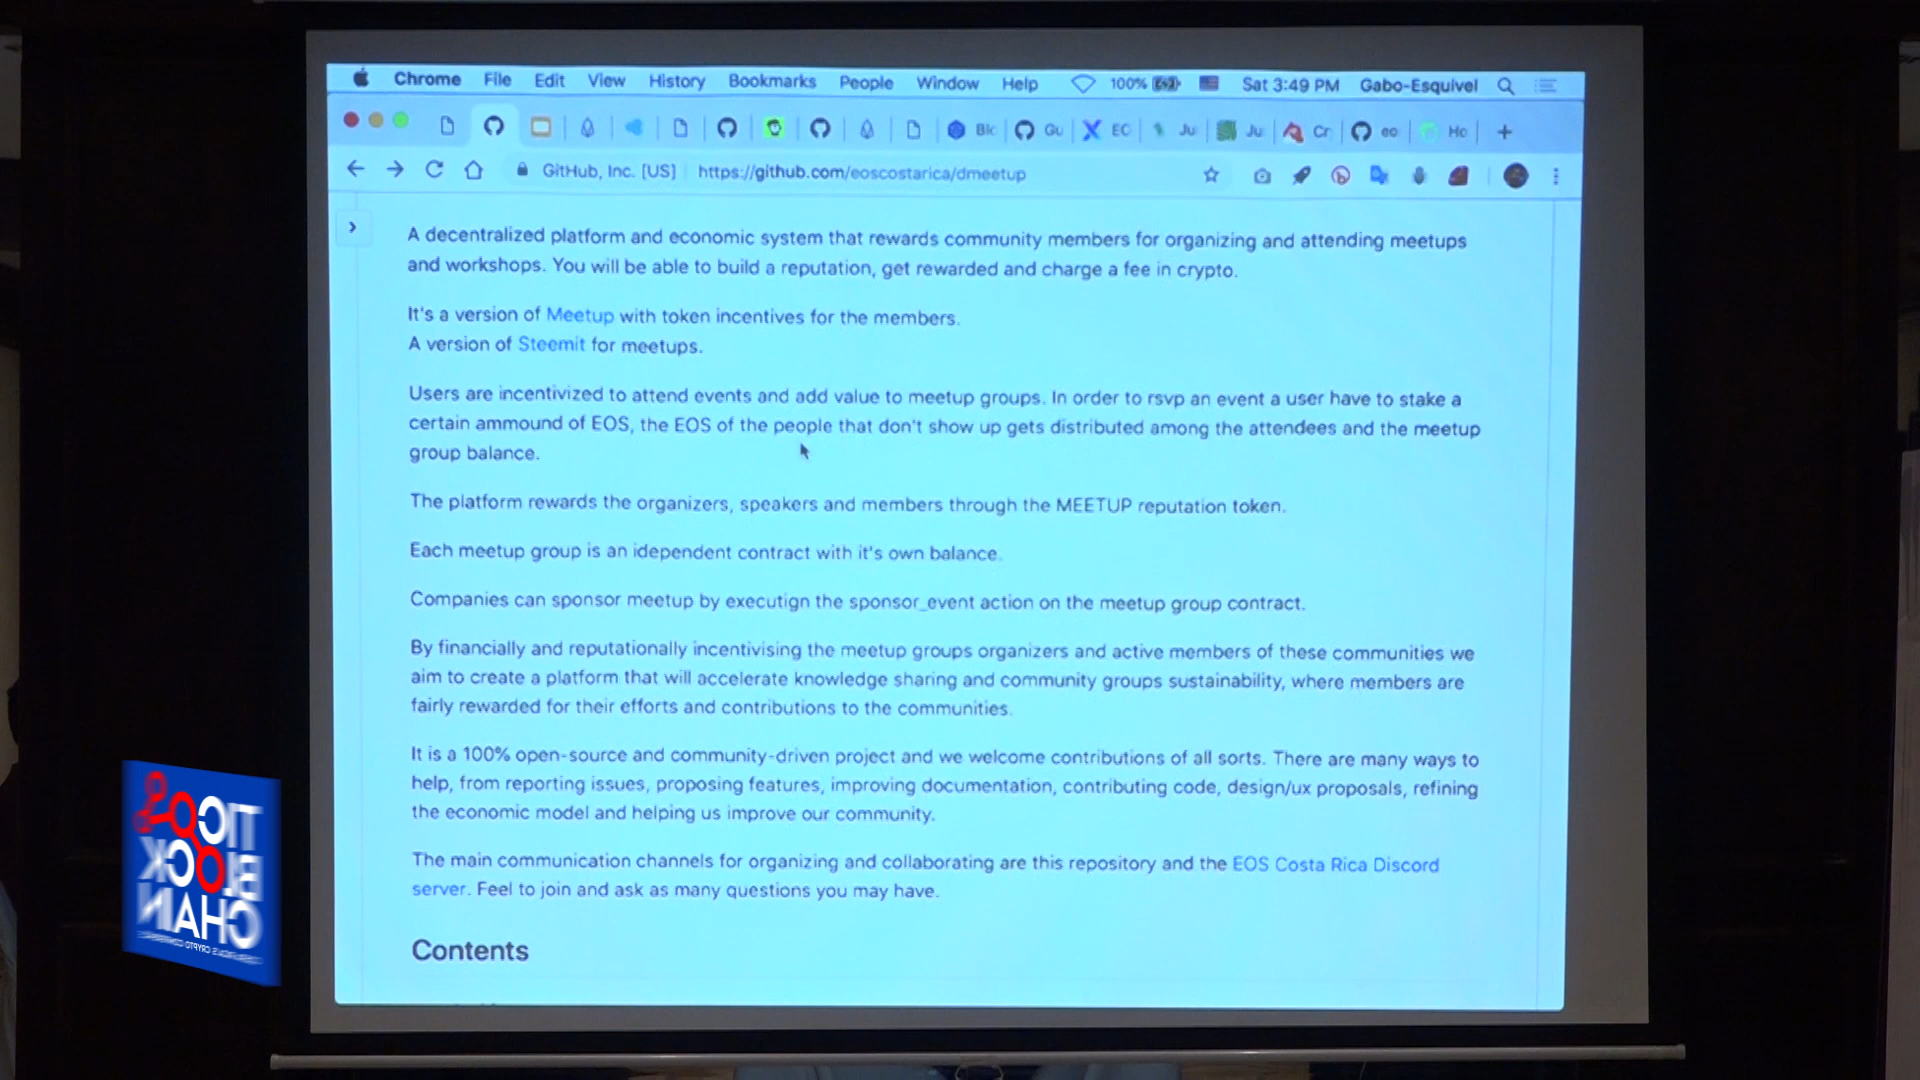 Chrome File Edit View History Bookmarks People Window Help 100% Sat 3:49 PM Gabo-Esquivel
Blo Gu EO Ju Ju Cr eo Ho
GitHub, Inc. [US] https://github.com/eoscostarica/dmeetup
A decentralized platform and economic system that rewards community members for organizing and attending meetups
and workshops. You will be able to build a reputation, get rewarded and charge a fee in crypto.
It's a version of Meetup with token incentives for the members.
A version of Steemit for meetups.
Users are incentivized to attend events and add value to meetup groups. In order to rsvp an event a user have to stake a
certain ammound of EOS, the EOS of the people that don't show up gets distributed among the attendees and the meetup
group balance.
The platform rewards the organizers, speakers and members through the MEETUP reputation token.
Each meetup group is an idependent contract with it's own balance.
Companies can sponsor meetup by executign the sponsor_event action on the meetup group contract.
By financially and reputationally incentivising the meetup groups organizers and active members of these communities we
aim to create a platform that will accelerate knowledge sharing and community groups sustainability, where members are
fairly rewarded for their efforts and contributions to the communities.
It is a 100% open-source and community-driven project and we welcome contributions of all sorts. There are many ways to
help, from reporting issues, proposing features, improving documentation, contributing code, design/ux proposals, refining
the economic model and helping us improve our community.
The main communication channels for organizing and collaborating are this repository and the EOS Costa Rica Discord
server. Feel to join and ask as many questions you may have.
Contents
TICO
BLOCK
CHAIN